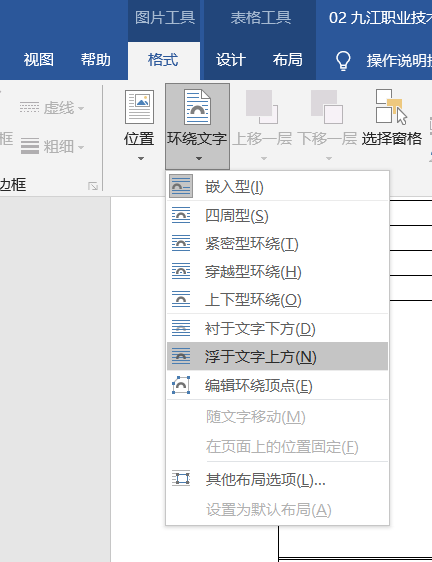 图片工具 表格工具 02 九江职业技术
视图 帮助 格式 设计 布局 操作说明
虚线
框 粗细
边框
位置 环绕文字 上移一层 下移一层 选择窗格
嵌入型(I)
四周型(S)
紧密型环绕(T)
穿越型环绕(H)
上下型环绕(O)
衬于文字下方(D)
浮于文字上方(N)
编辑环绕顶点(E)
随文字移动(M)
在页面上的位置固定(F)
其他布局选项(L)...
设置为默认布局(A)